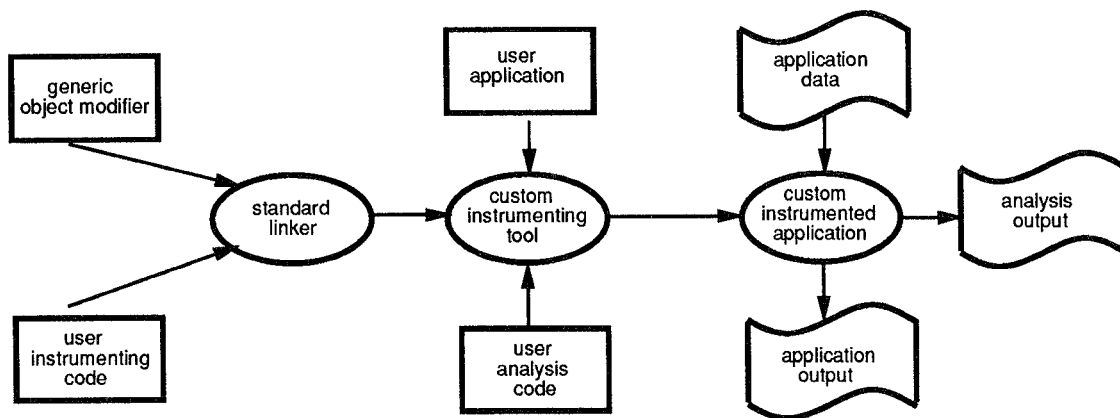 generic
object modifier
user
application
application
data
standard
linker
custom
instrumenting
tool
custom
instrumented
application
analysis
output
user
instrumenting
code
user
analysis
code
application
output